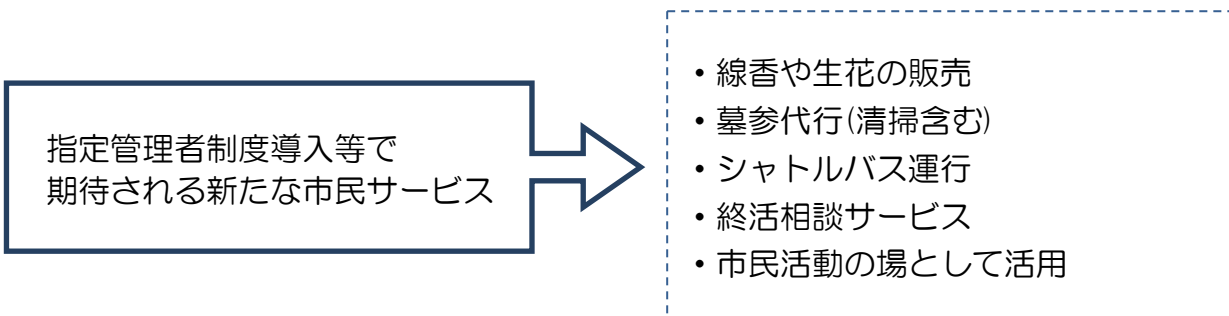 指定管理者制度導入等で
期待される新たな市民サービス
・線香や生花の販売
・墓参代行(清掃含む)
・シャトルバス運行
・終活相談サービス
・市民活動の場として活用